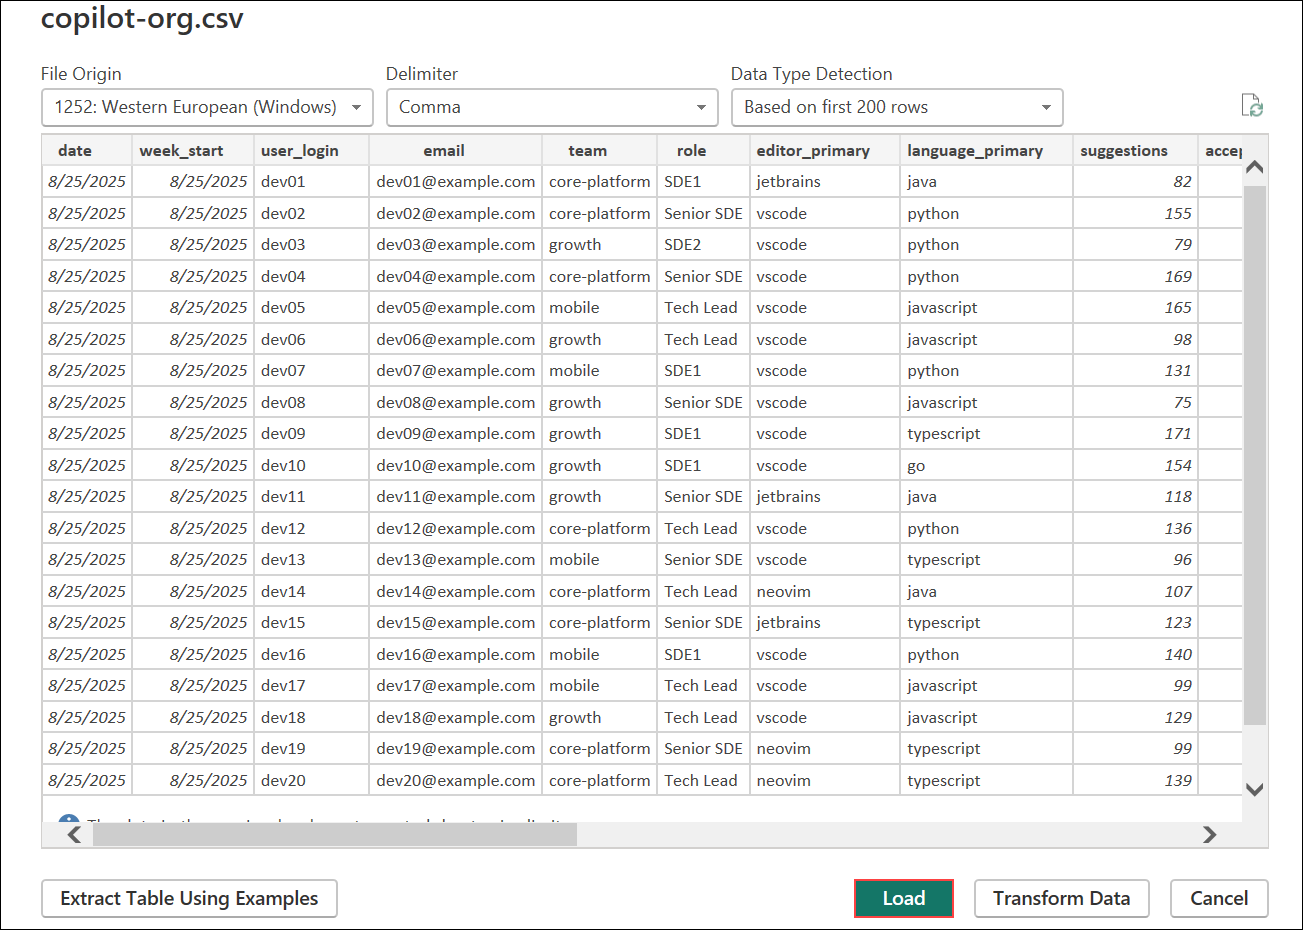 copilot-org.csv
File Origin Delimiter Data Type Detection
1252: Western European (Windows) Comma Based on first 200 rows
date week_start user_login email team role editor_primary language_primary suggestions
8/25/2025 8/25/2025 dev01 dev01@example.com core-platform SDE1 jetbrains java 82
8/25/2025 8/25/2025 dev02 dev02@example.com core-platform Senior SDE vscode python 155
8/25/2025 8/25/2025 dev03 dev03@example.com growth SDE2 vscode python 79
8/25/2025 8/25/2025 dev04 dev04@example.com core-platform Senior SDE vscode python 169
8/25/2025 8/25/2025 dev05 dev05@example.com mobile Tech Lead vscode javascript 165
8/25/2025 8/25/2025 dev06 dev06@example.com growth Tech Lead vscode javascript 98
8/25/2025 8/25/2025 dev07 dev07@example.com mobile SDE1 vscode python 131
8/25/2025 8/25/2025 dev08 dev08@example.com growth Senior SDE vscode javascript 75
8/25/2025 8/25/2025 dev09 dev09@example.com growth SDE1 vscode typescript 171
8/25/2025 8/25/2025 dev10 dev10@example.com growth SDE1 vscode go 154
8/25/2025 8/25/2025 dev11 dev11@example.com growth Senior SDE jetbrains java 118
8/25/2025 8/25/2025 dev12 dev12@example.com core-platform Tech Lead vscode python 136
8/25/2025 8/25/2025 dev13 dev13@example.com mobile Senior SDE vscode typescript 96
8/25/2025 8/25/2025 dev14 dev14@example.com core-platform Tech Lead neovim java 107
8/25/2025 8/25/2025 dev15 dev15@example.com core-platform Senior SDE jetbrains typescript 123
8/25/2025 8/25/2025 dev16 dev16@example.com mobile SDE1 vscode python 140
8/25/2025 8/25/2025 dev17 dev17@example.com mobile Tech Lead vscode javascript 99
8/25/2025 8/25/2025 dev18 dev18@example.com growth Tech Lead vscode javascript 129
8/25/2025 8/25/2025 dev19 dev19@example.com core-platform Senior SDE neovim typescript 99
8/25/2025 8/25/2025 dev20 dev20@example.com core-platform Tech Lead neovim typescript 139
Extract Table Using Examples Load Transform Data Cancel